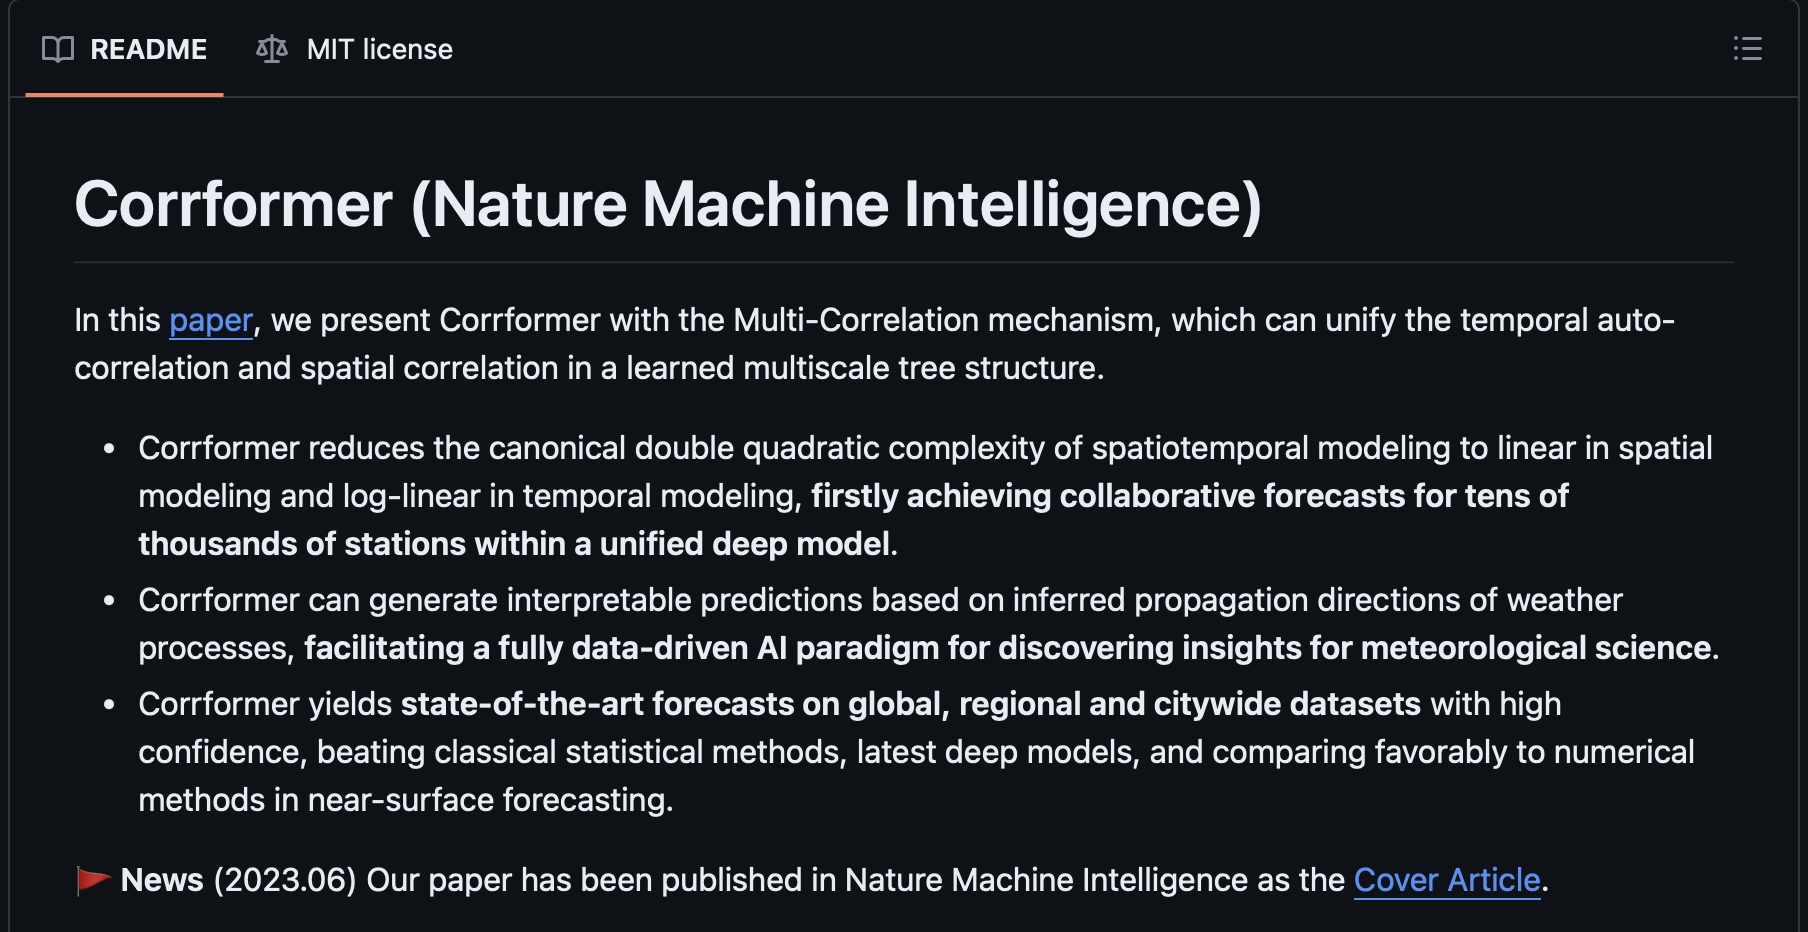 README
MIT license
Corrformer (Nature Machine Intelligence)
In this paper, we present Corrformer with the Multi-Correlation mechanism, which can unify the temporal auto-
correlation and spatial correlation in a learned multiscale tree structure.
• Corrformer reduces the canonical double quadratic complexity of spatiotemporal modeling to linear in spatial
modeling and log-linear in temporal modeling, firstly achieving collaborative forecasts for tens of
thousands of stations within a unified deep model.
• Corrformer can generate interpretable predictions based on inferred propagation directions of weather
processes, facilitating a fully data-driven AI paradigm for discovering insights for meteorological science.
• Corrformer yields state-of-the-art forecasts on global, regional and citywide datasets with high
confidence, beating classical statistical methods, latest deep models, and comparing favorably to numerical
methods in near-surface forecasting.
🚩 News (2023.06) Our paper has been published in Nature Machine Intelligence as the Cover Article.